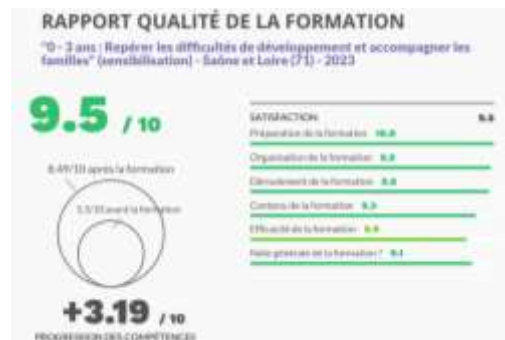 RAPPORT QUALITÉ DE LA FORMATION
"0 - 3 ans : Repérer les difficultés de développement et accompagner les
familles" (sensibilisation) - Saône et Loire (71) - 2023
9.5 / 10
8.49/10 après la formation
5.3/10 avant la formation
+3.19 / 10
PROGRESSION DES COMPÉTENCES
SATISFACTION
Préparation de la formation 10.0
Organisation de la formation
Déroulement de la formation
Contenu de la formation
Efficacité de la formation
Note générale de la formation ? 9.1